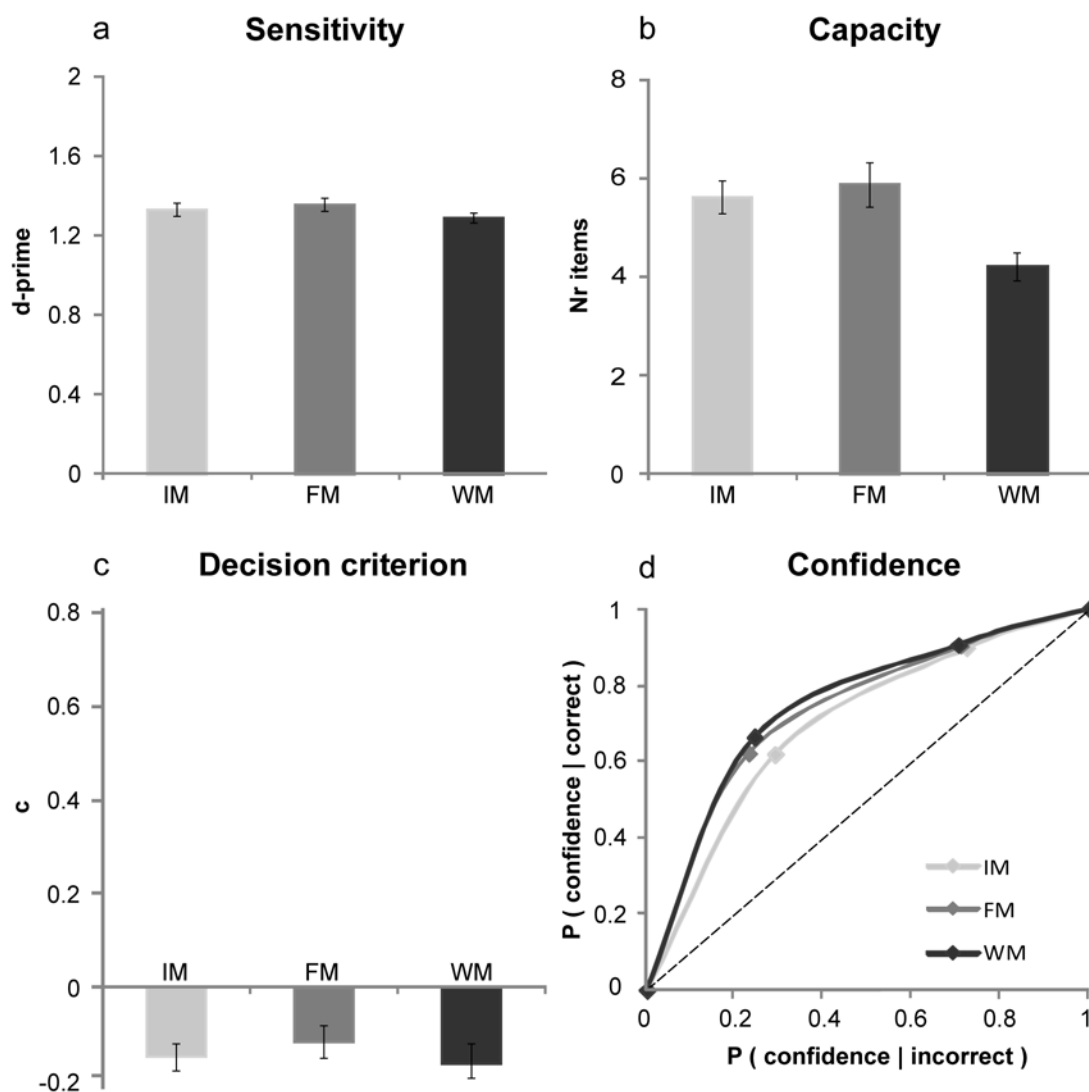 a Sensitivity
2
1.6
1.2
0.8
0.4
0
d-prime
IM FM WM
b Capacity
8
6
4
2
0
Nr items
IM FM WM
c Decision criterion
0.8
0.6
0.4
0.2
0
-0.2
c
IM FM WM
d Confidence
1
0.8
0.6
0.4
0.2
0
P ( confidence | correct )
IM
FM
WM
0 0.2 0.4 0.6 0.8 1
P ( confidence | incorrect )